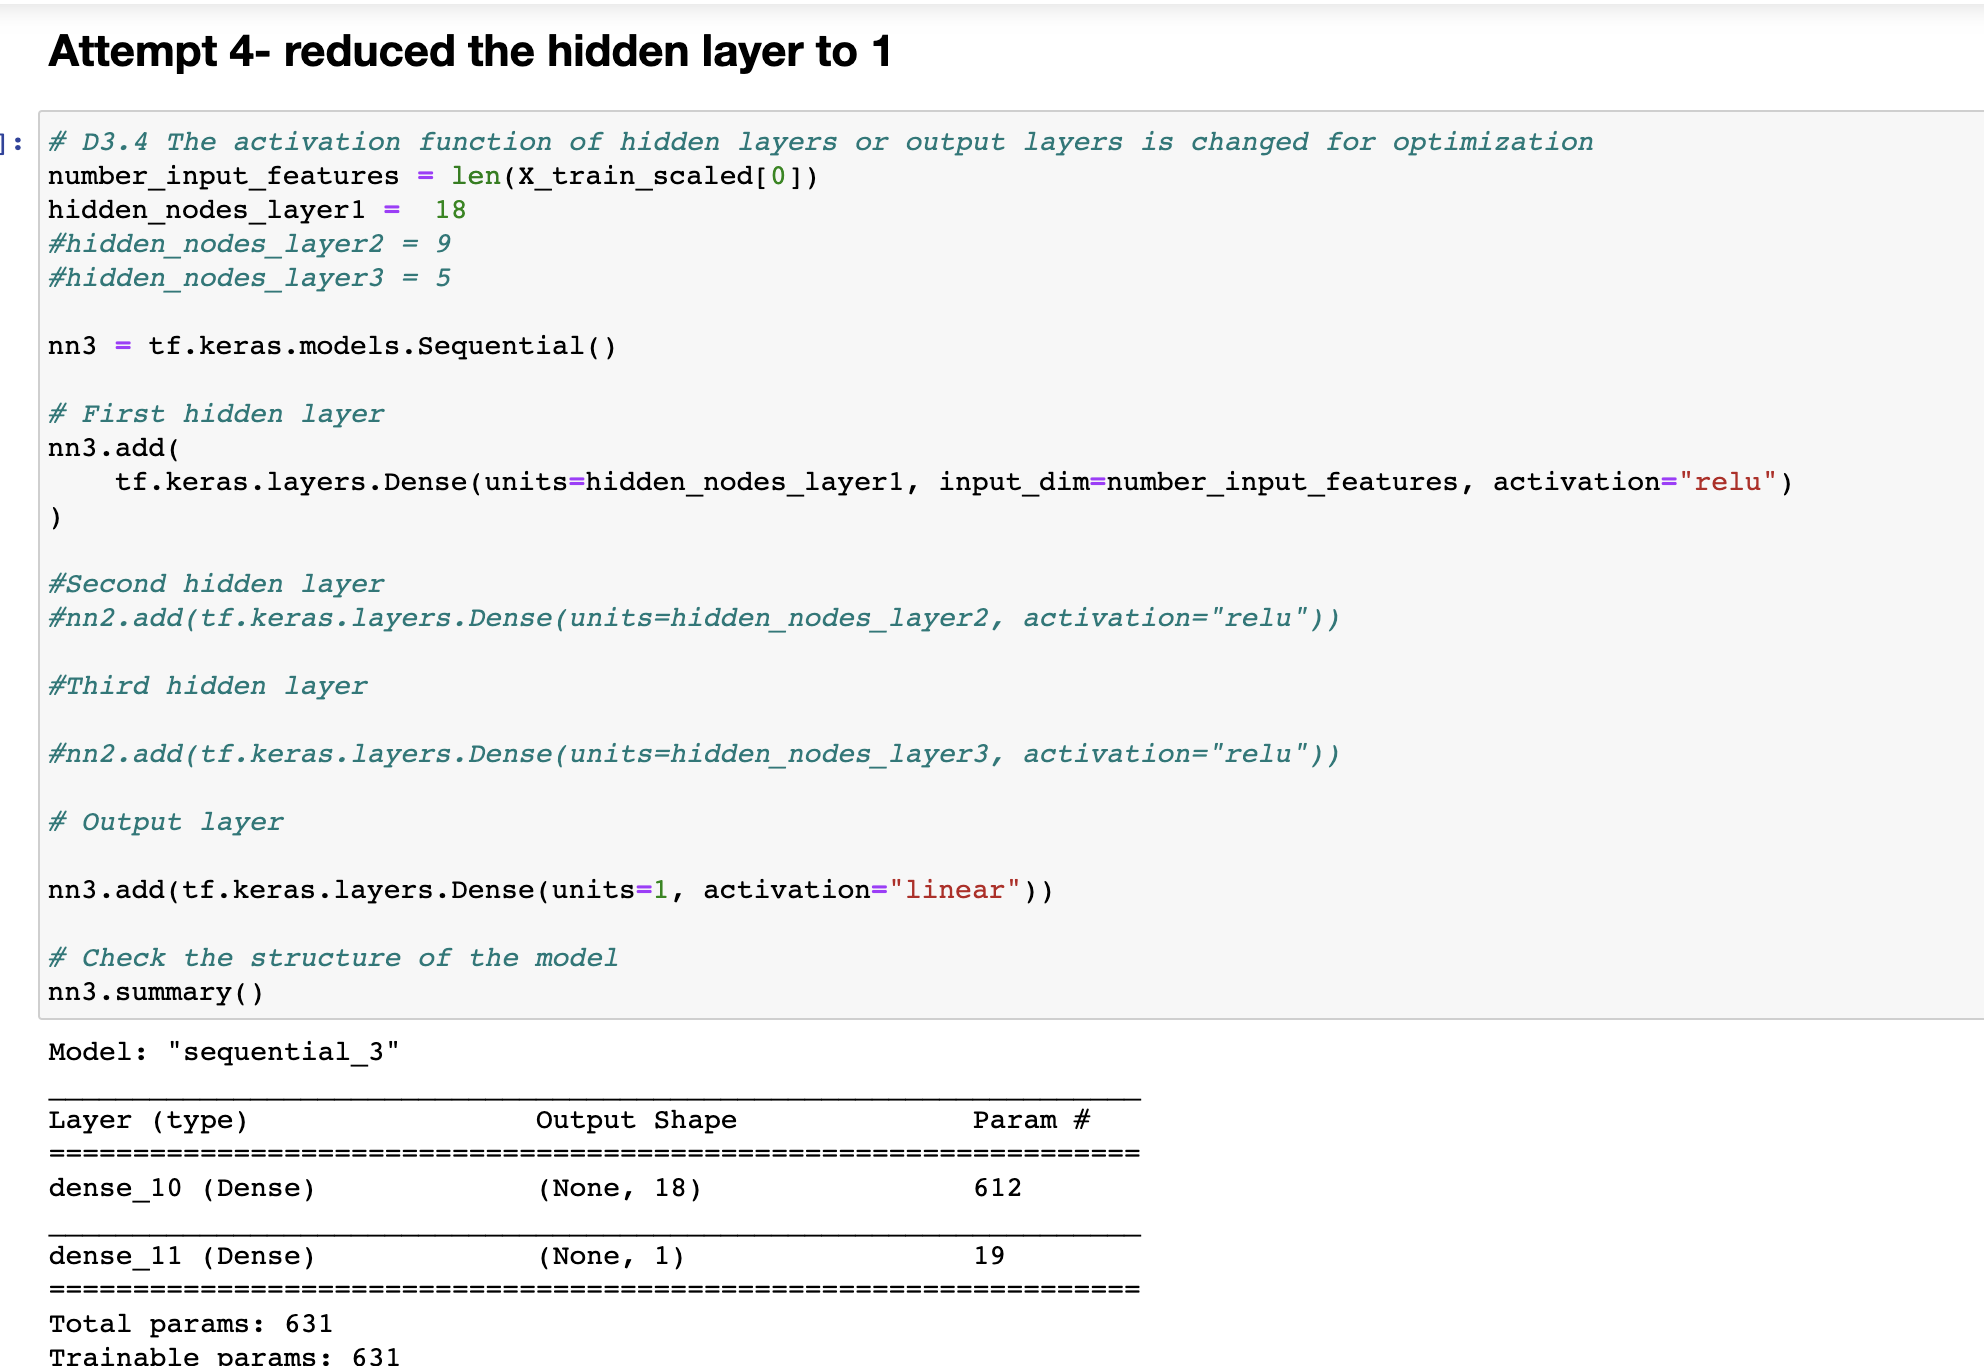 Attempt 4- reduced the hidden layer to 1
]: # D3.4 The activation function of hidden layers or output layers is changed for optimization
number_input_features = len(X_train_scaled[0])
hidden_nodes_layer1 =  18
#hidden_nodes_layer2 = 9
#hidden_nodes_layer3 = 5
nn3 = tf.keras.models.Sequential()
# First hidden layer
nn3.add(
    tf.keras.layers.Dense(units=hidden_nodes_layer1, input_dim=number_input_features, activation="relu")
)
#Second hidden layer
#nn2.add(tf.keras.layers.Dense(units=hidden_nodes_layer2, activation="relu"))
#Third hidden layer
#nn2.add(tf.keras.layers.Dense(units=hidden_nodes_layer3, activation="relu"))
# Output layer
nn3.add(tf.keras.layers.Dense(units=1, activation="linear"))
# Check the structure of the model
nn3.summary()
Model: "sequential_3"
_________________________________________________________________
Layer (type)                 Output Shape              Param #
=================================================================
dense_10 (Dense)             (None, 18)                612
_________________________________________________________________
dense_11 (Dense)             (None, 1)                 19
=================================================================
Total params: 631
Trainable params: 631